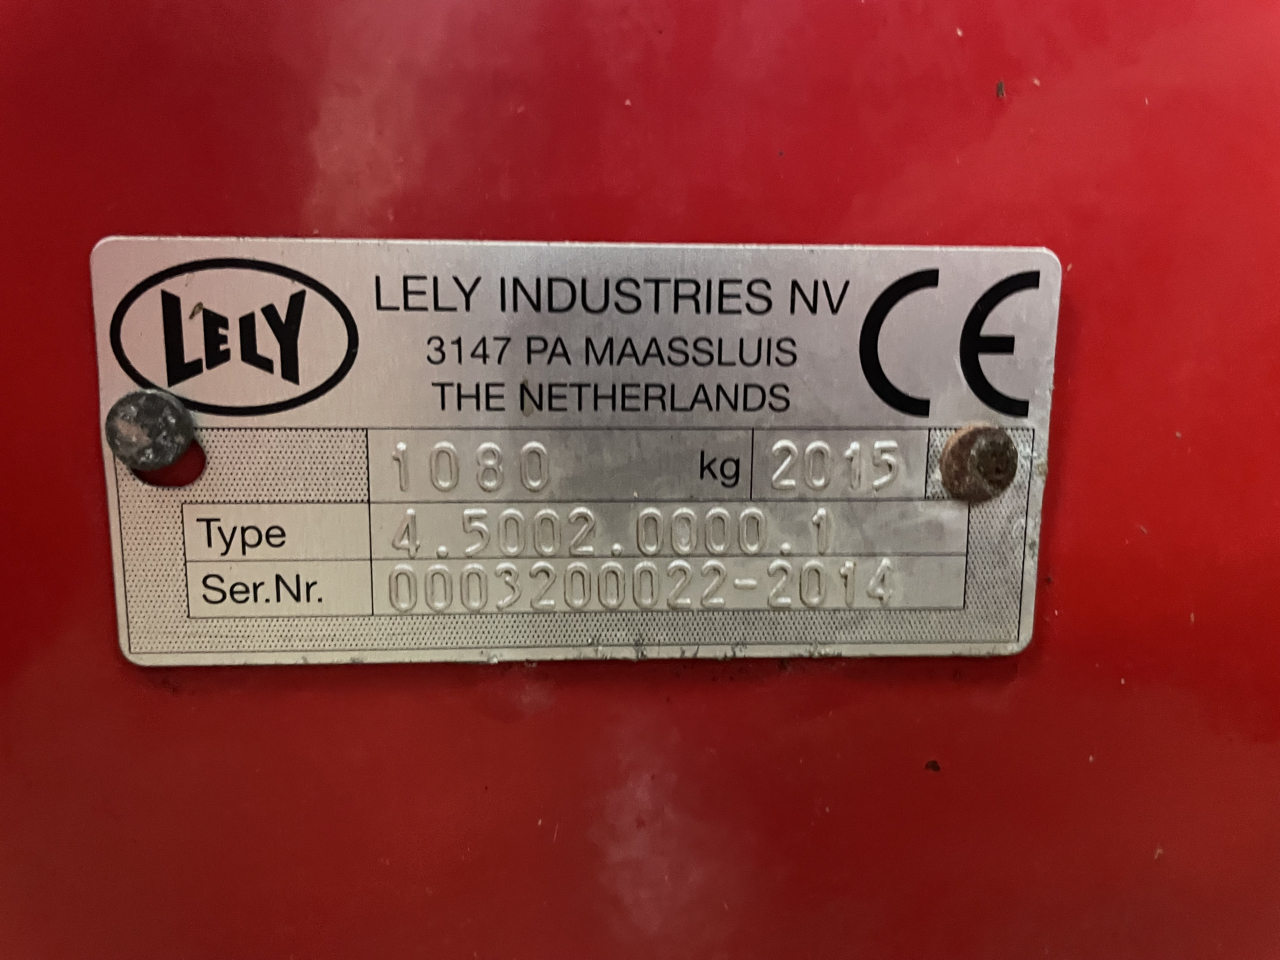 LELY
LELY INDUSTRIES NV
3147 PA MAASSLUIS
THE NETHERLANDS
CE
1080 kg 2015
Type 4.5002.0000.1
Ser.Nr. 0003200022-2014